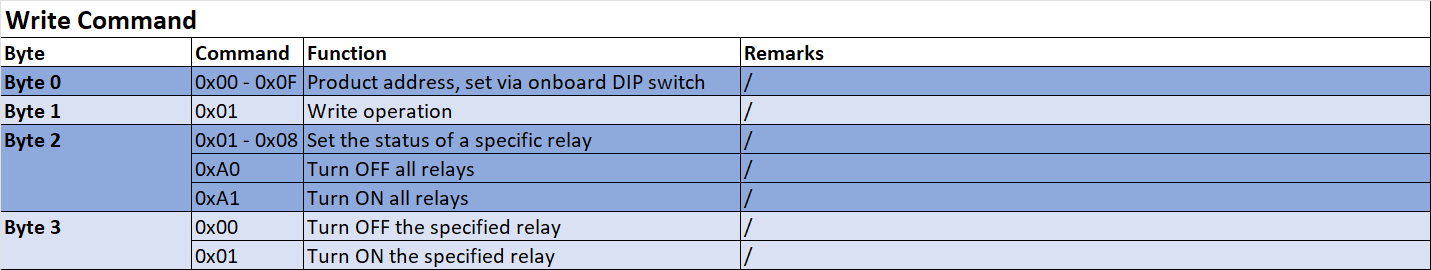 Write Command
Byte Command Function Remarks
Byte 0 0x00 - 0x0F Product address, set via onboard DIP switch /
Byte 1 0x01 Write operation /
Byte 2 0x01 - 0x08 Set the status of a specific relay /
0xA0 Turn OFF all relays /
0xA1 Turn ON all relays /
Byte 3 0x00 Turn OFF the specified relay /
0x01 Turn ON the specified relay /